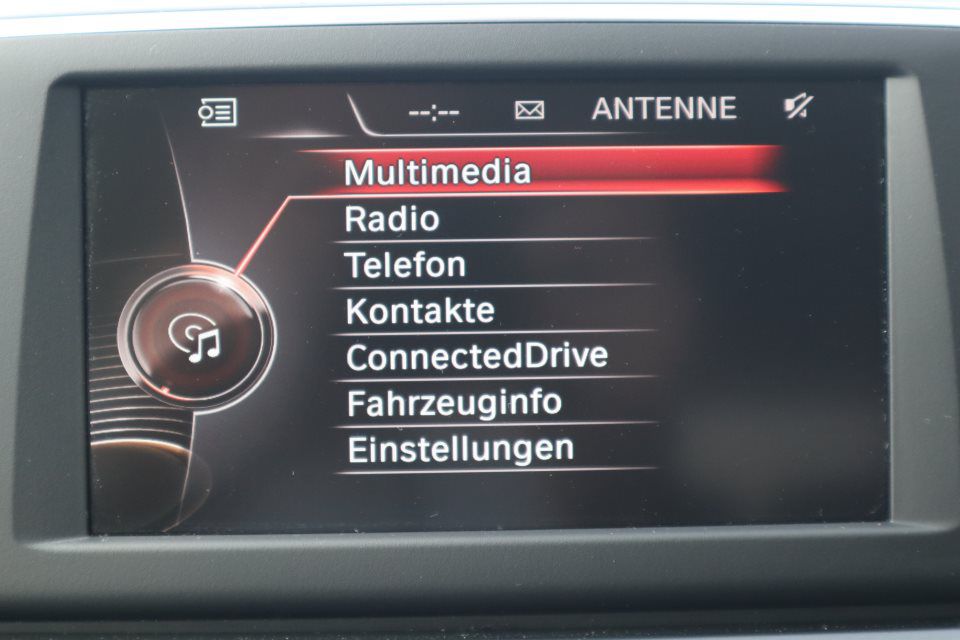 --:-- ANTENNE
Multimedia
Radio
Telefon
Kontakte
ConnectedDrive
Fahrzeuginfo
Einstellungen